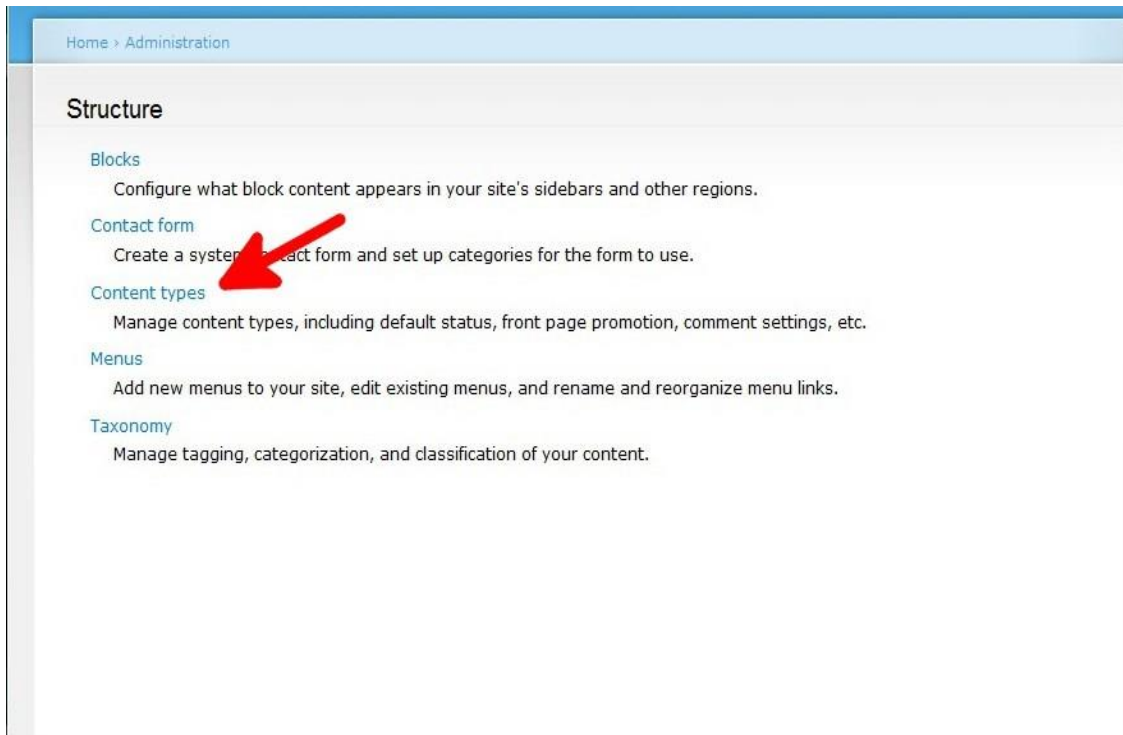 Home › Administration
Structure
Blocks
Configure what block content appears in your site's sidebars and other regions.
Contact form
Create a system form and set up categories for the form to use.
Content types
Manage content types, including default status, front page promotion, comment settings, etc.
Menus
Add new menus to your site, edit existing menus, and rename and reorganize menu links.
Taxonomy
Manage tagging, categorization, and classification of your content.